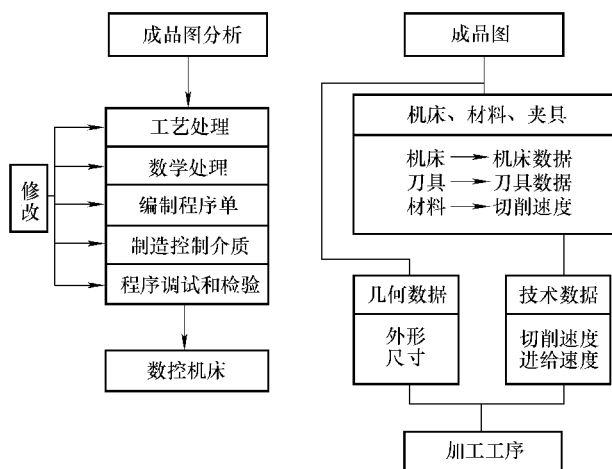 成品图分析
工艺处理
数学处理
编制程序单
制造控制介质
程序调试和检验
修改
数控机床
成品图
机床、材料、夹具
机床 → 机床数据
刀具 → 刀具数据
材料 → 切削速度
几何数据
外形
尺寸
技术数据
切削速度
进给速度
加工工序